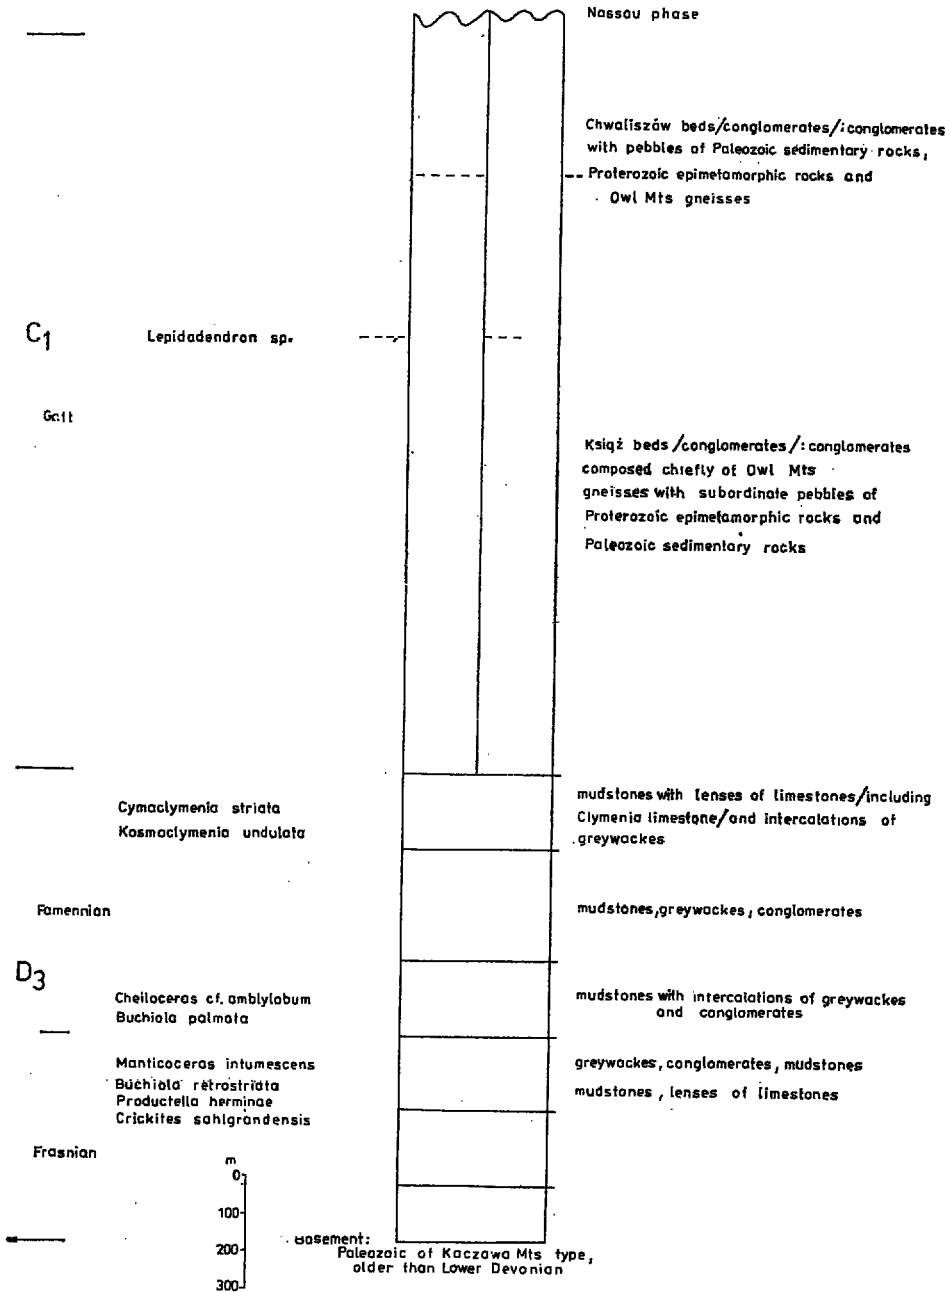 Nassau phase
Chwaliszów beds/conglomerates/:conglomerates
with pebbles of Paleozoic sedimentary rocks,
Proterozoic epimetamorphic rocks and
Owl Mts gneisses
C1
Lepidadendron sp.
Gatt
Książ beds/conglomerates/:conglomerates
composed chiefly of Owl Mts
gneisses with subordinate pebbles of
Proterozoic epimetamorphic rocks and
Paleozoic sedimentary rocks
Cymaclymenia striata
Kosmoclymenia undulata
mudstones with lenses of limestones/including
Clymenia limestone/and intercalations of
greywackes
Famennian
mudstones, greywackes, conglomerates
D3
Cheiloceras cf. amblylobum
Buchiola palmata
mudstones with intercalations of greywackes
and conglomerates
Manticoceras intumescens
Buchiola retrostriata
Productella herminae
Crickites sahlgrandensis
greywackes, conglomerates, mudstones
mudstones, lenses of limestones
Frasnian
m
0
100
200
300
Basement:
Paleozoic of Kaczawa Mts type,
older than Lower Devonian